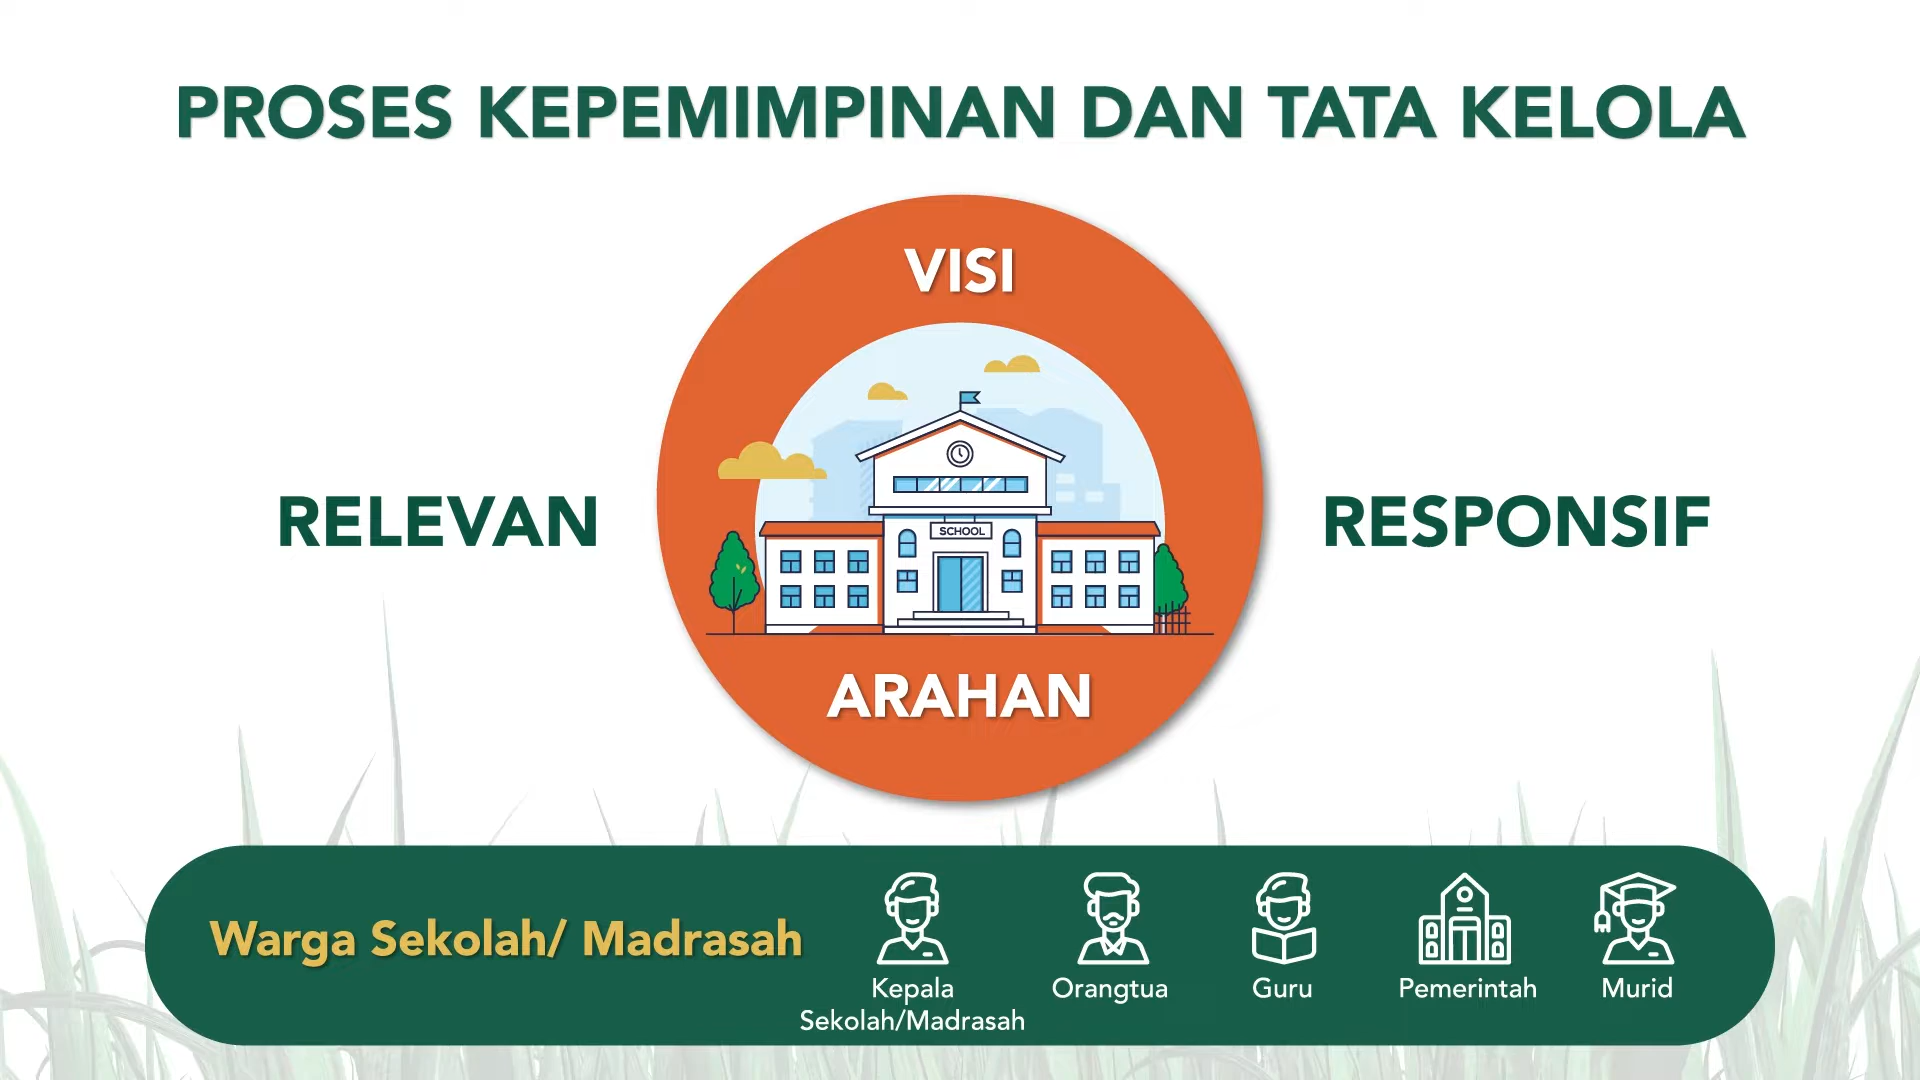 PROSES KEPEMIMPINAN DAN TATA KELOLA
VISI
SCHOOL
RELEVAN
RESPONSIF
ARAHAN
Warga Sekolah/ Madrasah
Kepala
Sekolah/Madrasah
Orangtua
Guru
Pemerintah
Murid